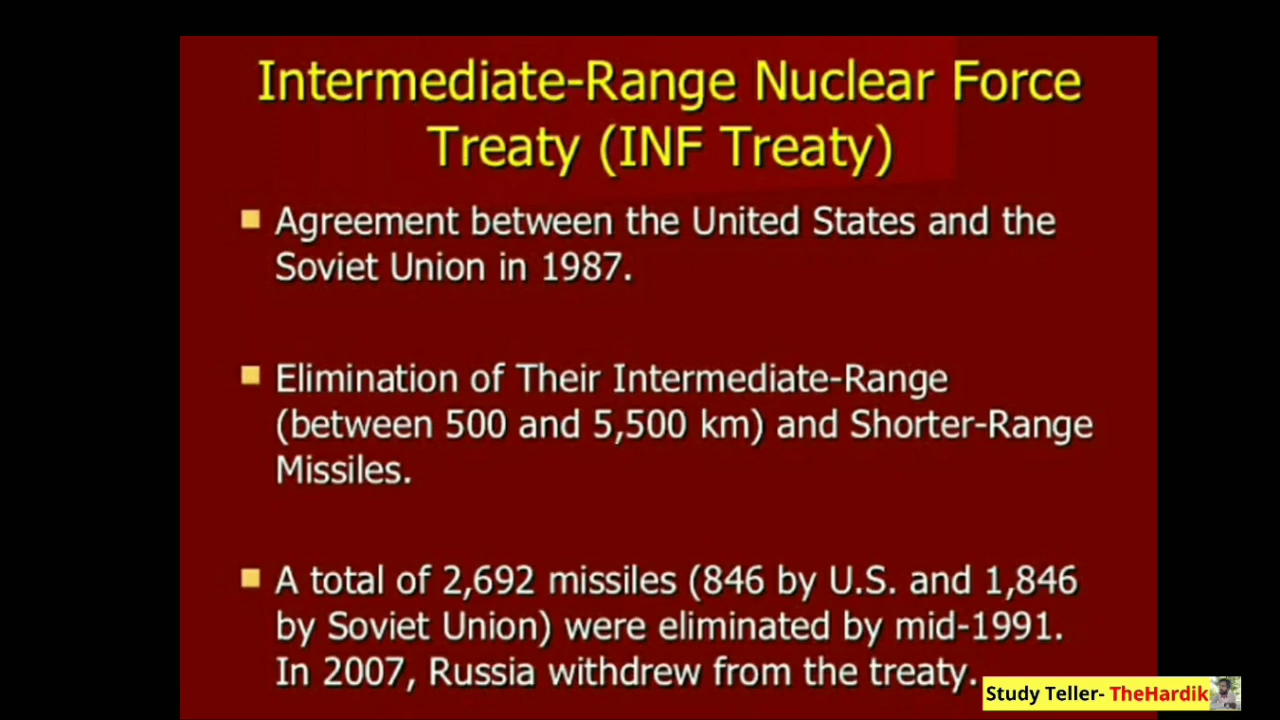 Intermediate-Range Nuclear Force
Treaty (INF Treaty)
Agreement between the United States and the
Soviet Union in 1987.
Elimination of Their Intermediate-Range
(between 500 and 5,500 km) and Shorter-Range
Missiles.
A total of 2,692 missiles (846 by U.S. and 1,846
by Soviet Union) were eliminated by mid-1991.
In 2007, Russia withdrew from the treaty.
Study Teller- TheHardik